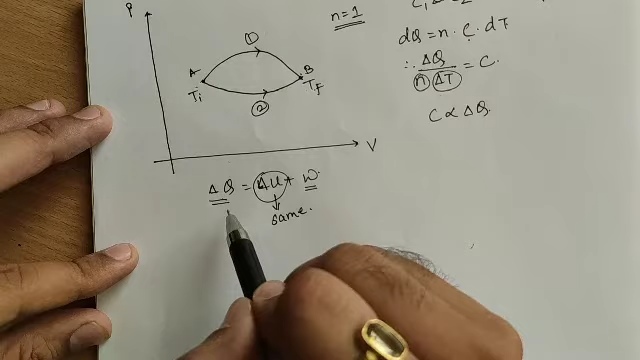 P
①
A
B
Ti
TF
②
V
ΔQ = ΔU + W.
same.
n=1
dQ = n. C. dT
∴ ΔQ / n ΔT = C.
C ∝ ΔQ.